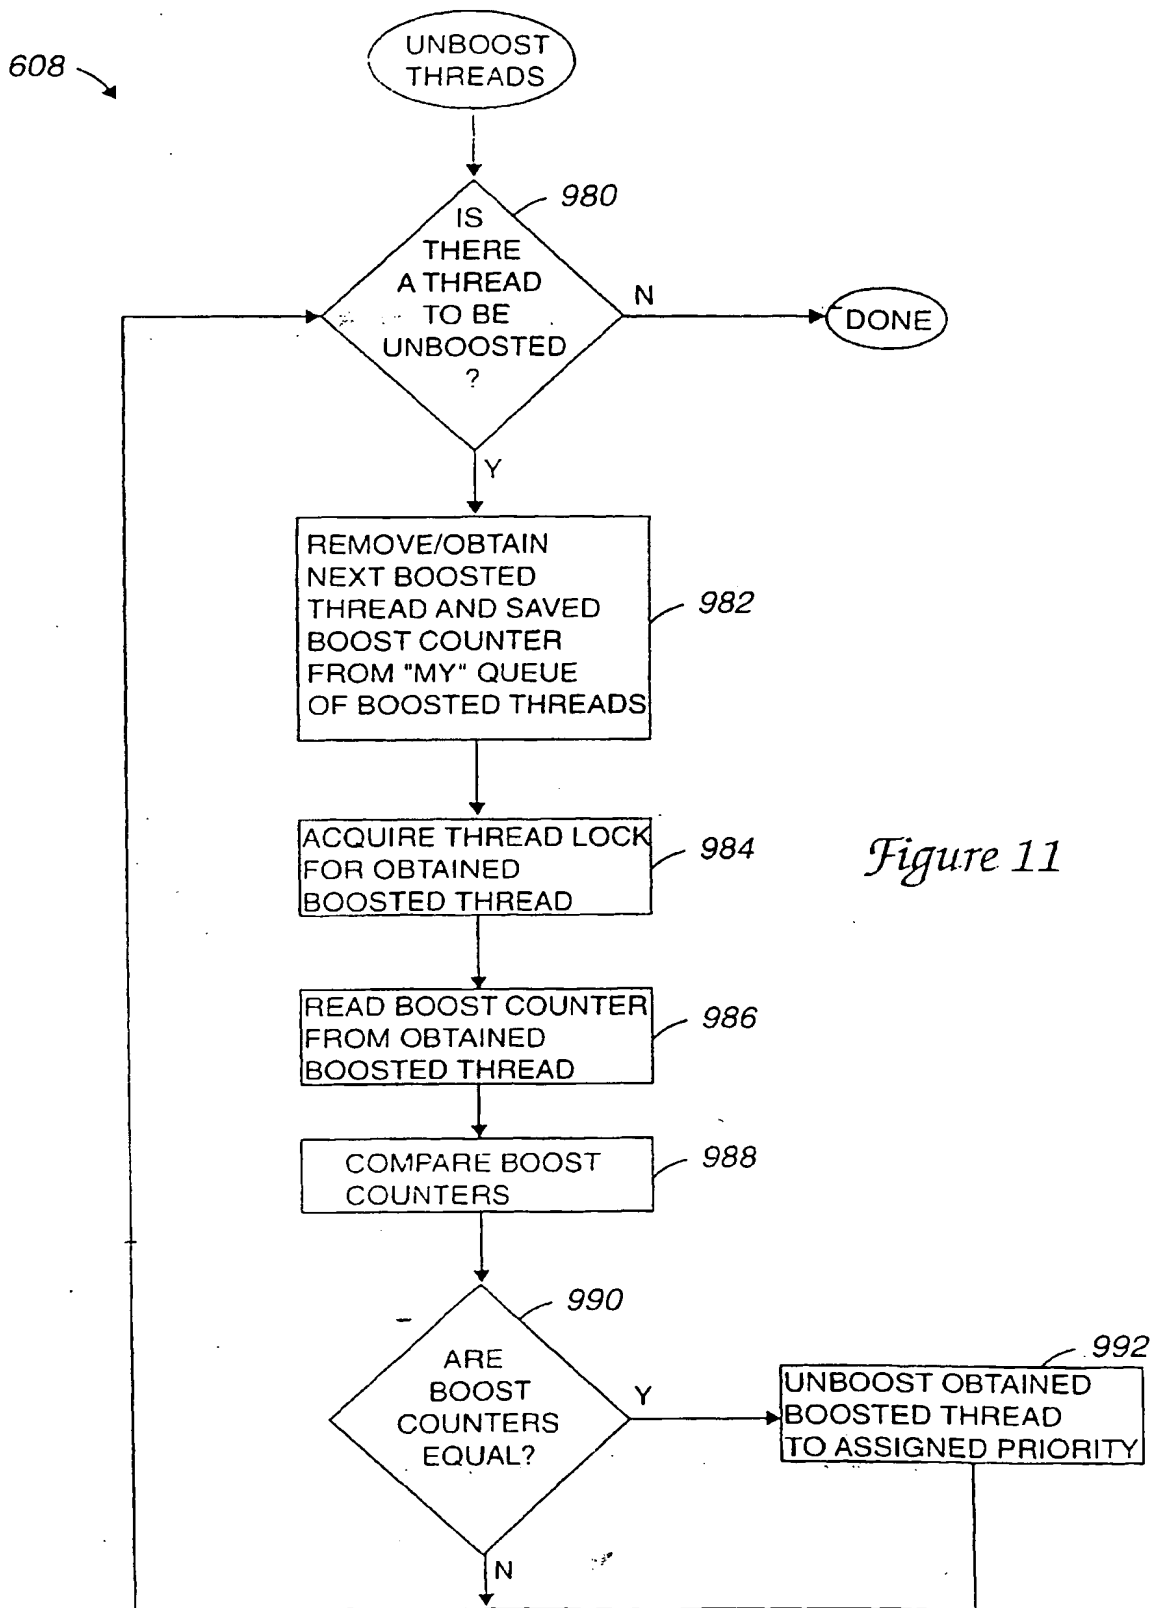 608
UNBOOST
THREADS
980
IS
THERE
A THREAD
TO BE
UNBOOSTED
?
N
DONE
Y
REMOVE/OBTAIN
NEXT BOOSTED
THREAD AND SAVED
BOOST COUNTER
FROM "MY" QUEUE
OF BOOSTED THREADS
982
ACQUIRE THREAD LOCK
FOR OBTAINED
BOOSTED THREAD
984
Figure 11
READ BOOST COUNTER
FROM OBTAINED
BOOSTED THREAD
986
COMPARE BOOST
COUNTERS
988
990
ARE
BOOST
COUNTERS
EQUAL?
Y
992
UNBOOST OBTAINED
BOOSTED THREAD
TO ASSIGNED PRIORITY
N